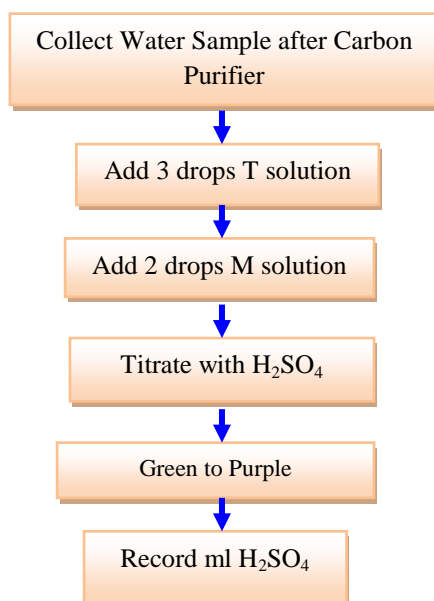 Collect Water Sample after Carbon
Purifier
Add 3 drops T solution
Add 2 drops M solution
Titrate with H₂SO₄
Green to Purple
Record ml H₂SO₄